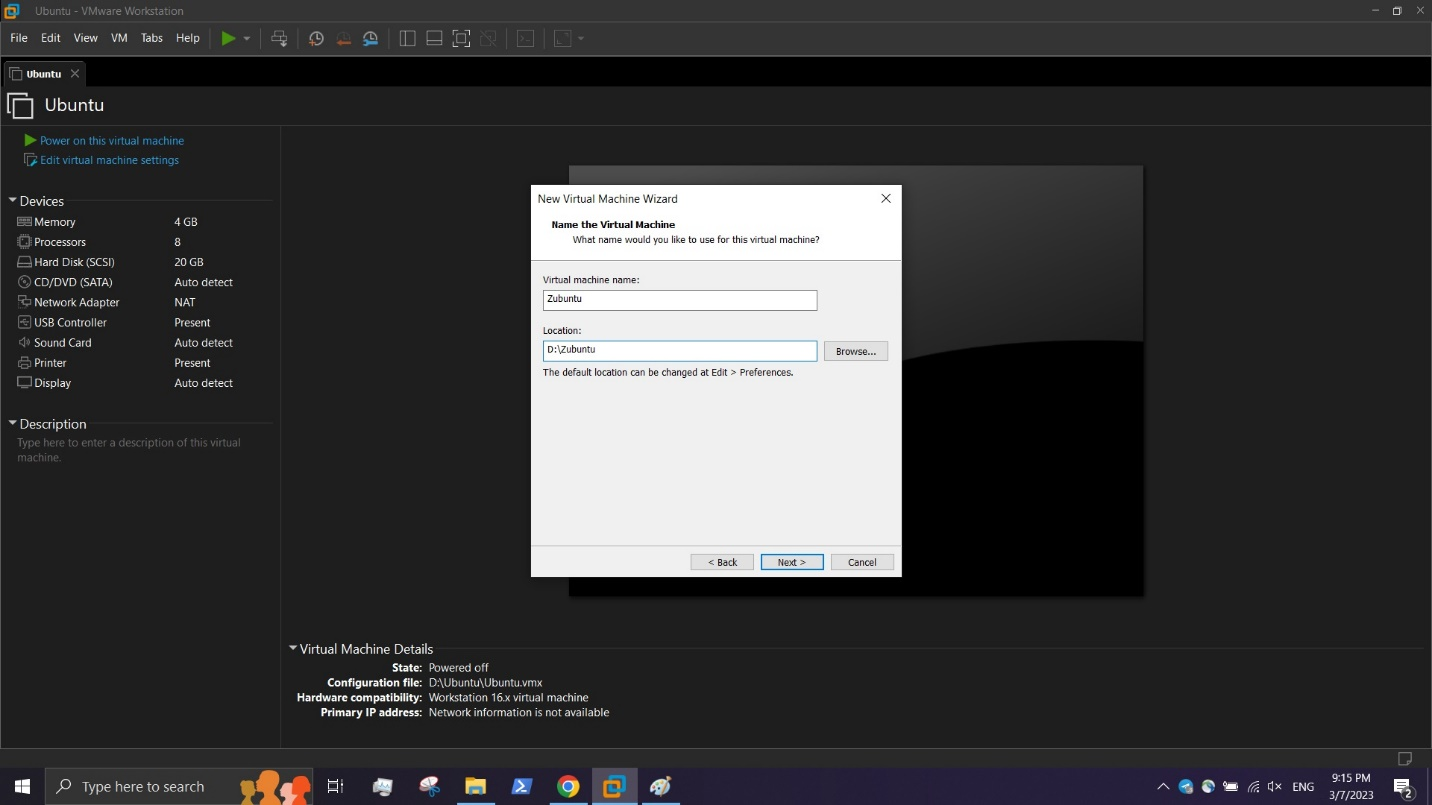 Ubuntu - VMware Workstation
File Edit View VM Tabs Help
Ubuntu
Ubuntu
Power on this virtual machine
Edit virtual machine settings
Devices
Memory 4 GB
Processors 8
Hard Disk (SCSI) 20 GB
CD/DVD (SATA) Auto detect
Network Adapter NAT
USB Controller Present
Sound Card Auto detect
Printer Present
Display Auto detect
Description
Type here to enter a description of this virtual
machine.
New Virtual Machine Wizard
Name the Virtual Machine
What name would you like to use for this virtual machine?
Virtual machine name:
Zubuntu
Location:
D:\Zubuntu
Browse...
The default location can be changed at Edit > Preferences.
< Back Next > Cancel
Virtual Machine Details
State: Powered off
Configuration file: D:\Ubuntu\Ubuntu.vmx
Hardware compatibility: Workstation 16.x virtual machine
Primary IP address: Network information is not available
Type here to search
ENG
9:15 PM
3/7/2023
2